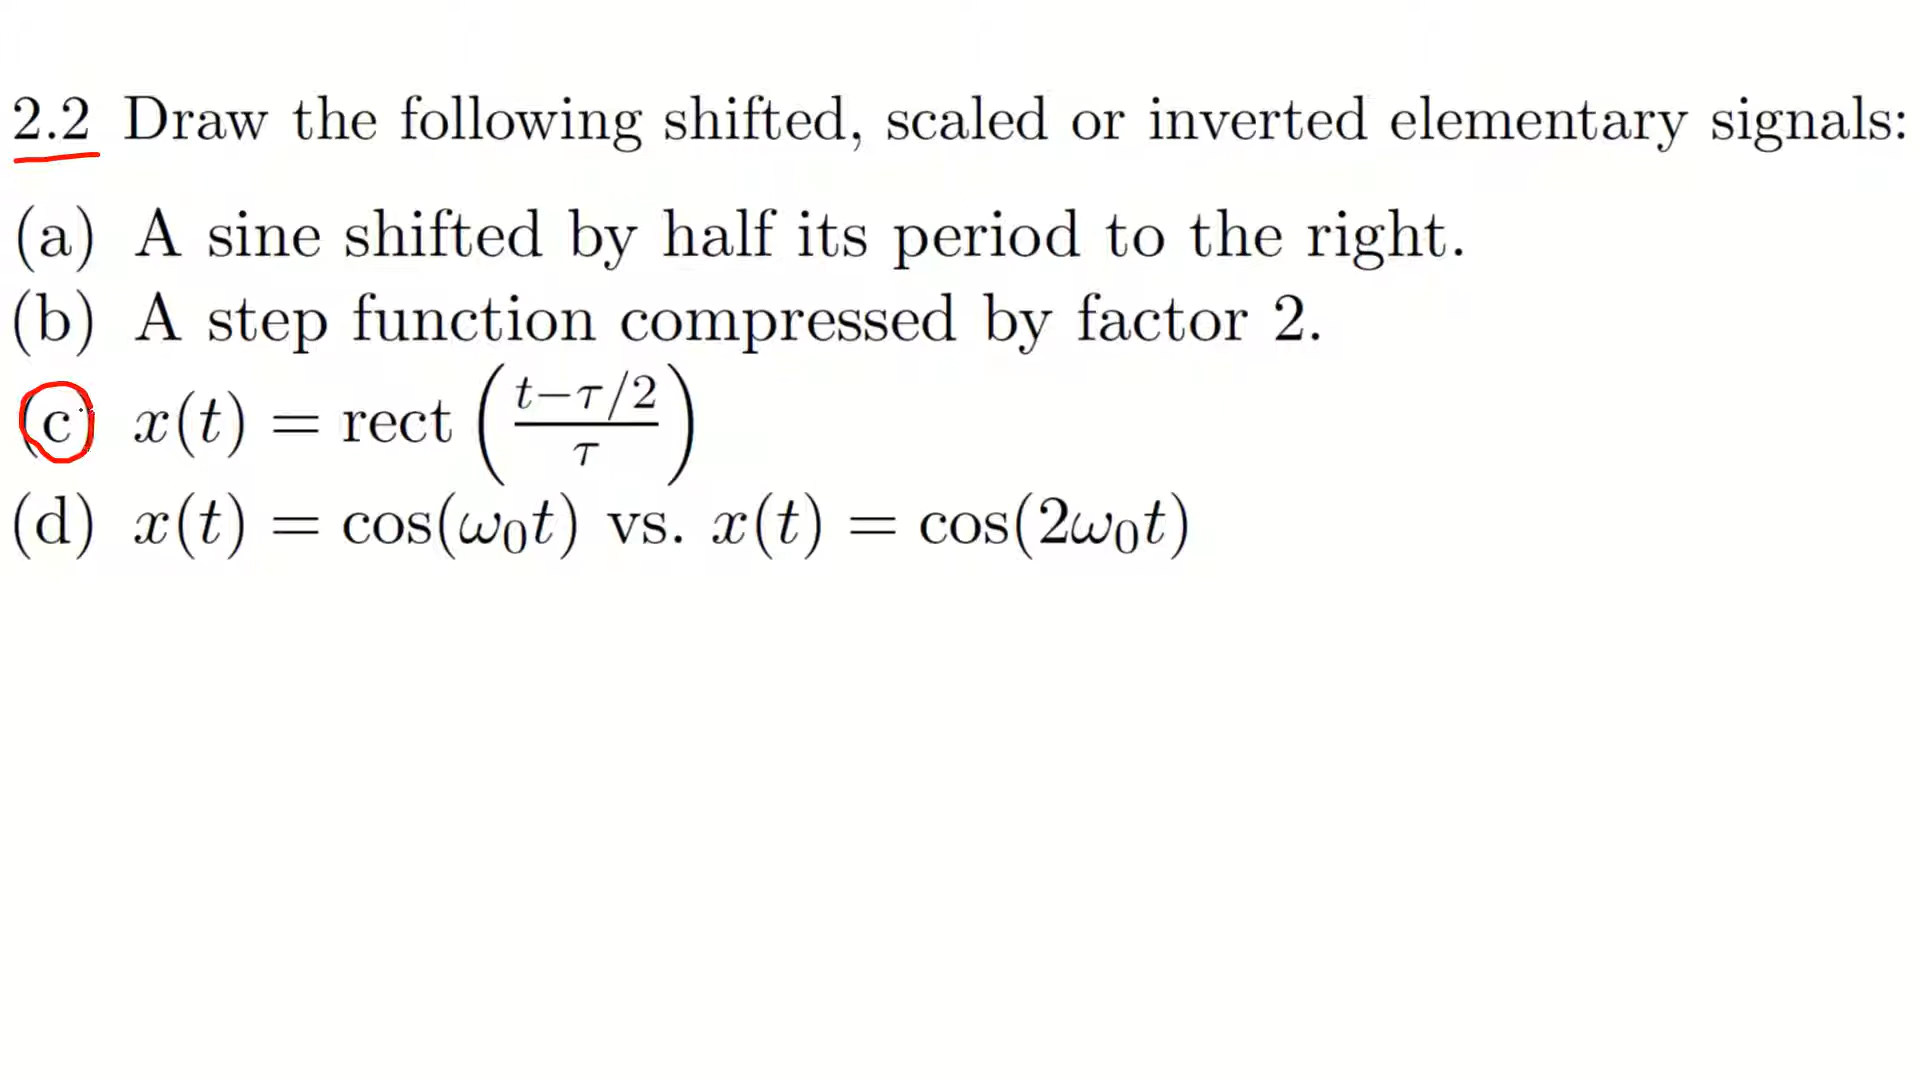 2.2 Draw the following shifted, scaled or inverted elementary signals:
(a) A sine shifted by half its period to the right.
(b) A step function compressed by factor 2.
(c) x(t) = rect((t−τ/2)/τ)
(d) x(t) = cos(ω₀t) vs. x(t) = cos(2ω₀t)